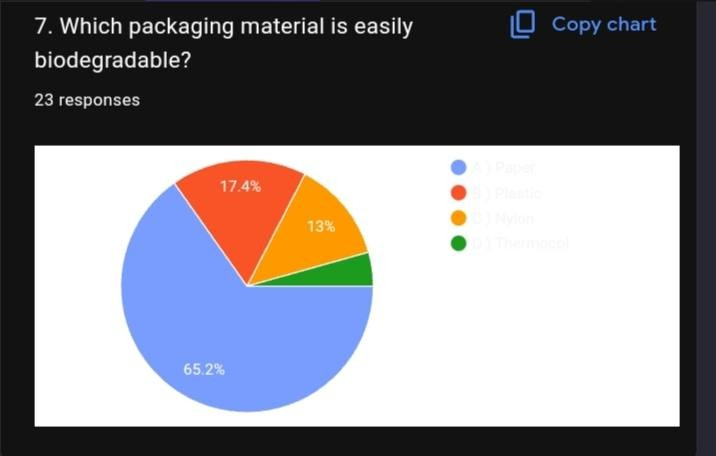 7. Which packaging material is easily
Copy chart
biodegradable?
23 responses
17.4%
13%
65.2%
A ) Paper
B ) Plastic
C ) Nylon
D ) Thermocol